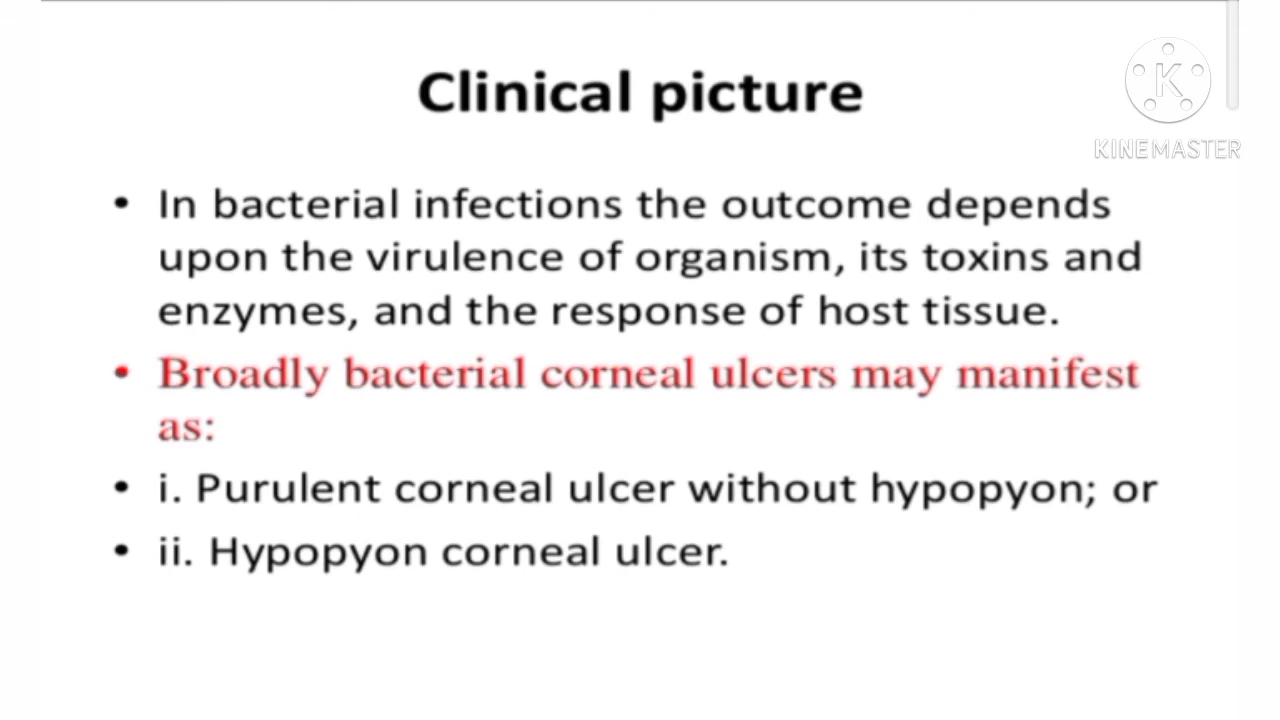 Clinical picture
K
KINEMASTER
• In bacterial infections the outcome depends
upon the virulence of organism, its toxins and
enzymes, and the response of host tissue.
• Broadly bacterial corneal ulcers may manifest
as:
• i. Purulent corneal ulcer without hypopyon; or
• ii. Hypopyon corneal ulcer.